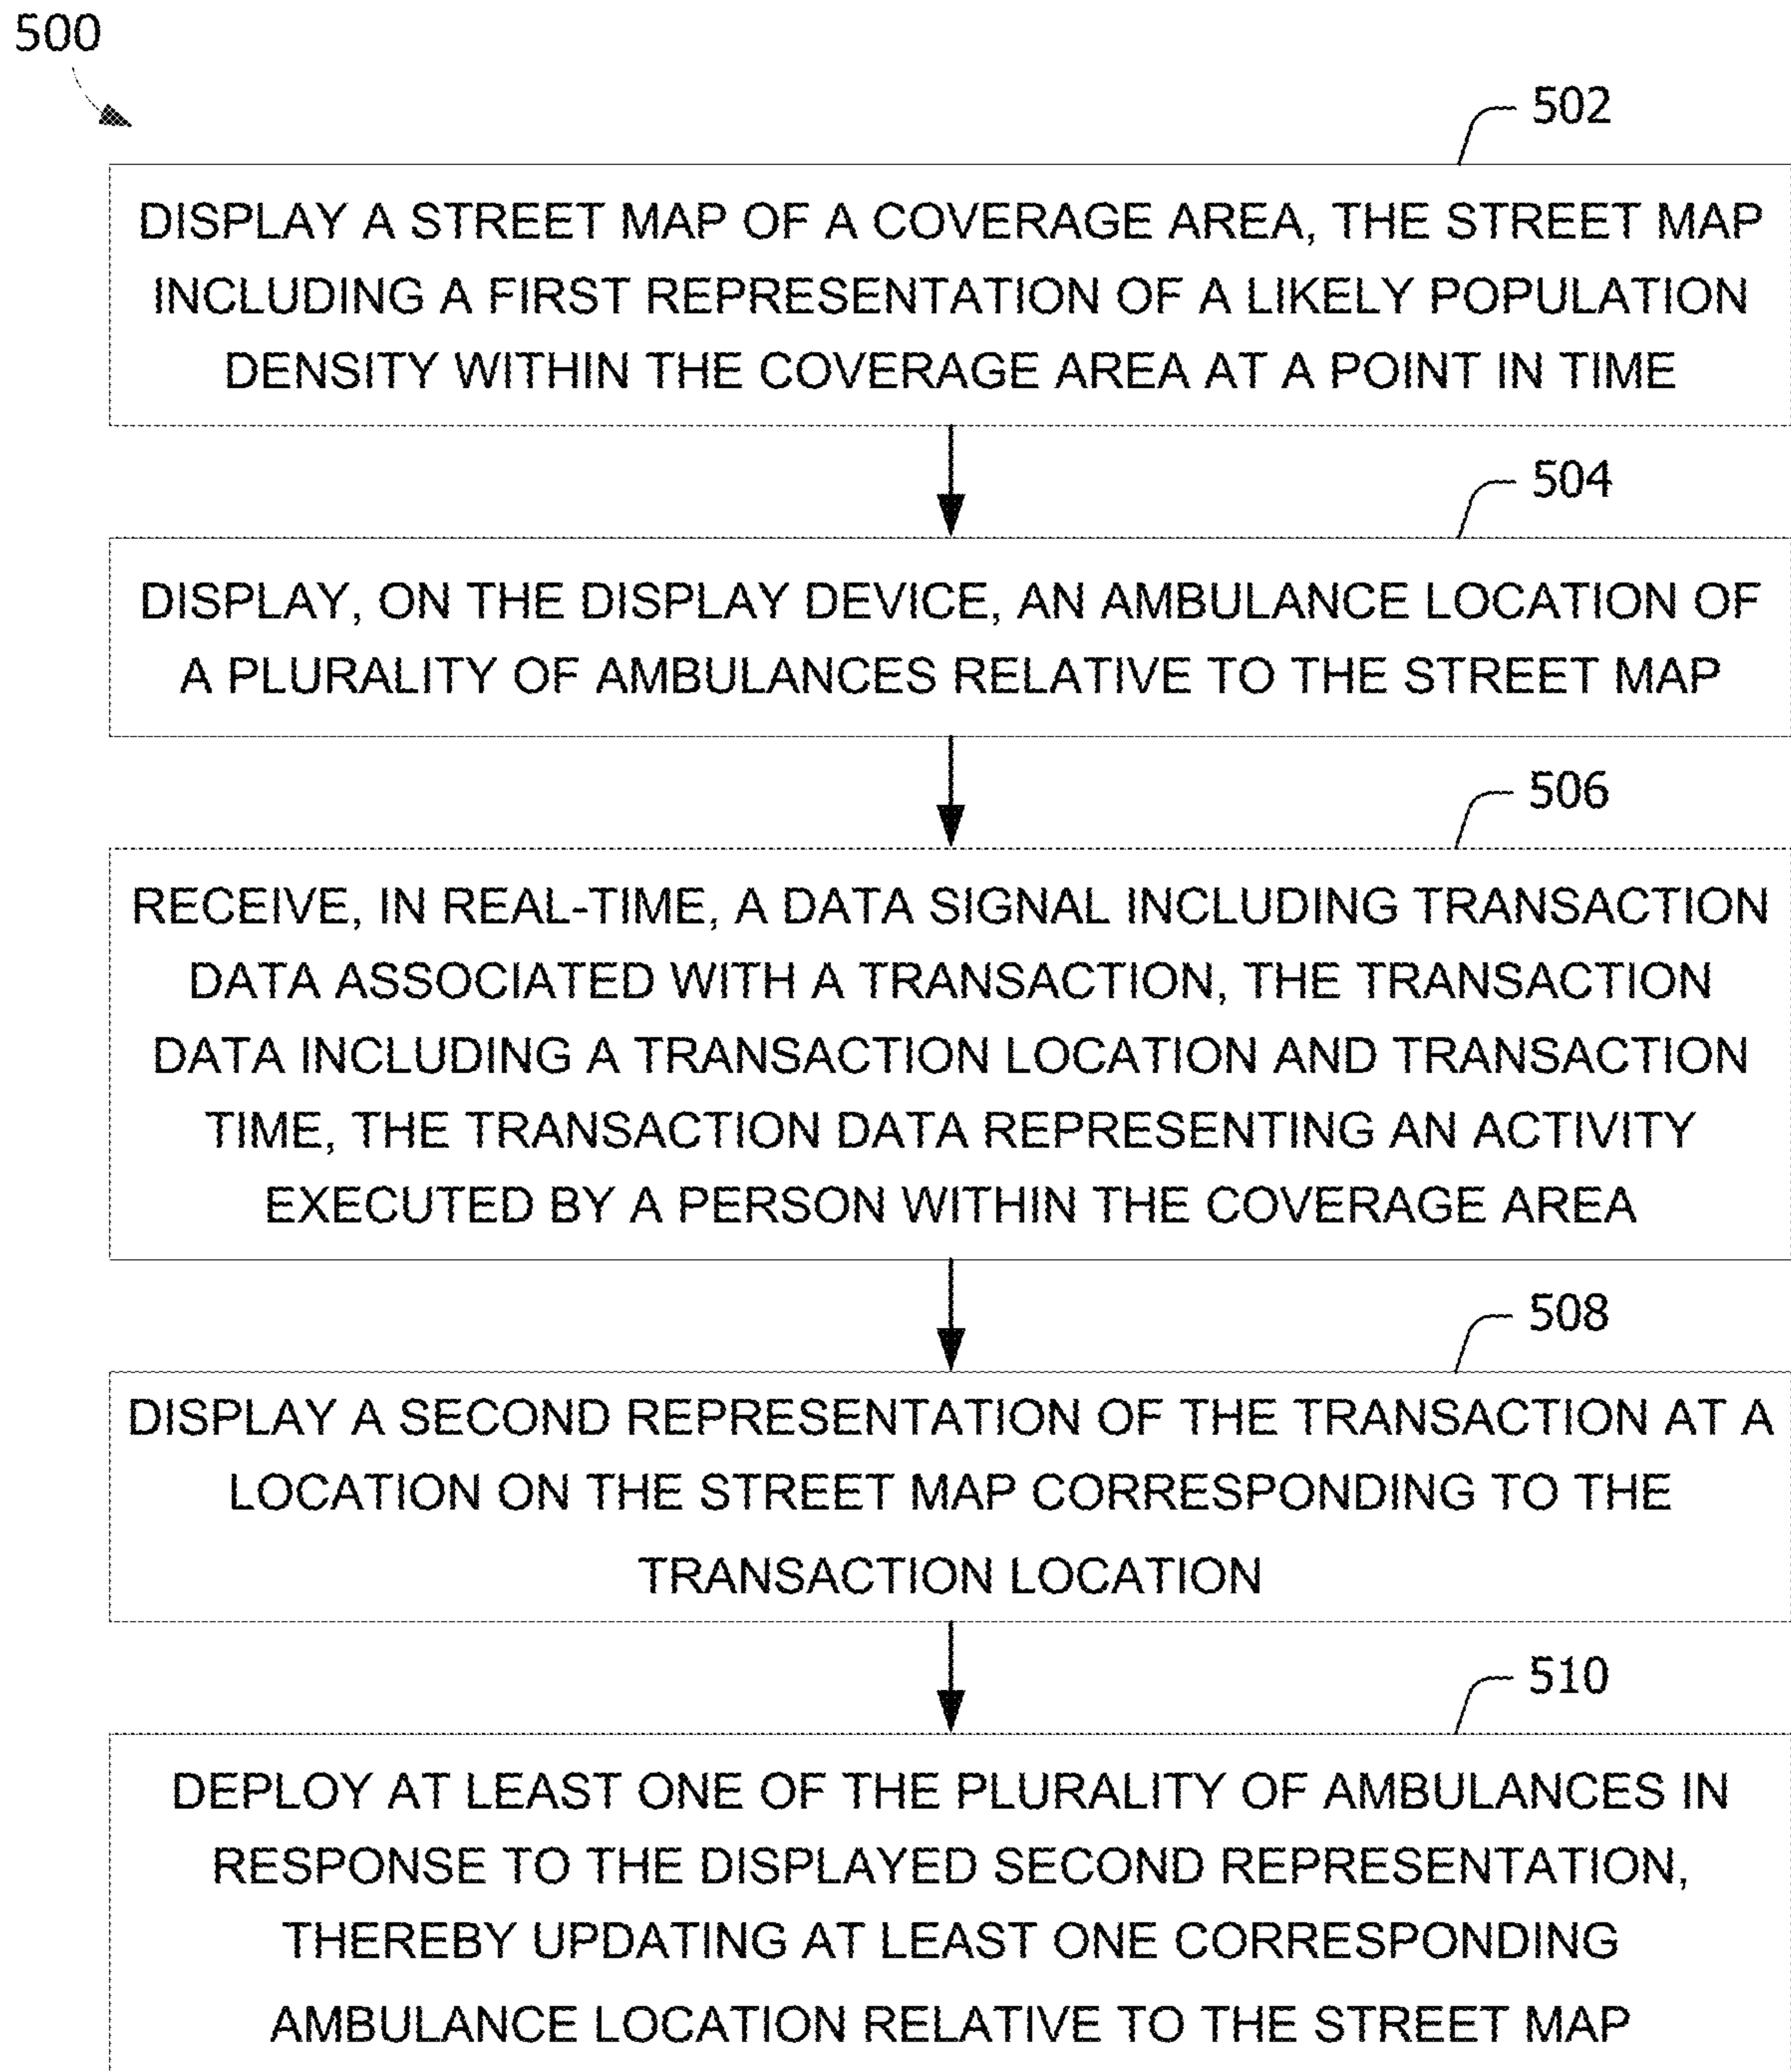 500
502
DISPLAY A STREET MAP OF A COVERAGE AREA, THE STREET MAP
INCLUDING A FIRST REPRESENTATION OF A LIKELY POPULATION
DENSITY WITHIN THE COVERAGE AREA AT A POINT IN TIME
504
DISPLAY, ON THE DISPLAY DEVICE, AN AMBULANCE LOCATION OF
A PLURALITY OF AMBULANCES RELATIVE TO THE STREET MAP
506
RECEIVE, IN REAL-TIME, A DATA SIGNAL INCLUDING TRANSACTION
DATA ASSOCIATED WITH A TRANSACTION, THE TRANSACTION
DATA INCLUDING A TRANSACTION LOCATION AND TRANSACTION
TIME, THE TRANSACTION DATA REPRESENTING AN ACTIVITY
EXECUTED BY A PERSON WITHIN THE COVERAGE AREA
508
DISPLAY A SECOND REPRESENTATION OF THE TRANSACTION AT A
LOCATION ON THE STREET MAP CORRESPONDING TO THE
TRANSACTION LOCATION
510
DEPLOY AT LEAST ONE OF THE PLURALITY OF AMBULANCES IN
RESPONSE TO THE DISPLAYED SECOND REPRESENTATION,
THEREBY UPDATING AT LEAST ONE CORRESPONDING
AMBULANCE LOCATION RELATIVE TO THE STREET MAP